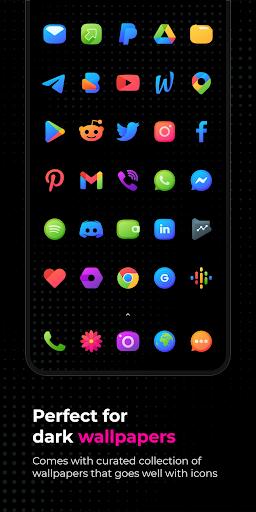 Perfect for
dark wallpapers
Comes with curated collection of
wallpapers that goes well with icons